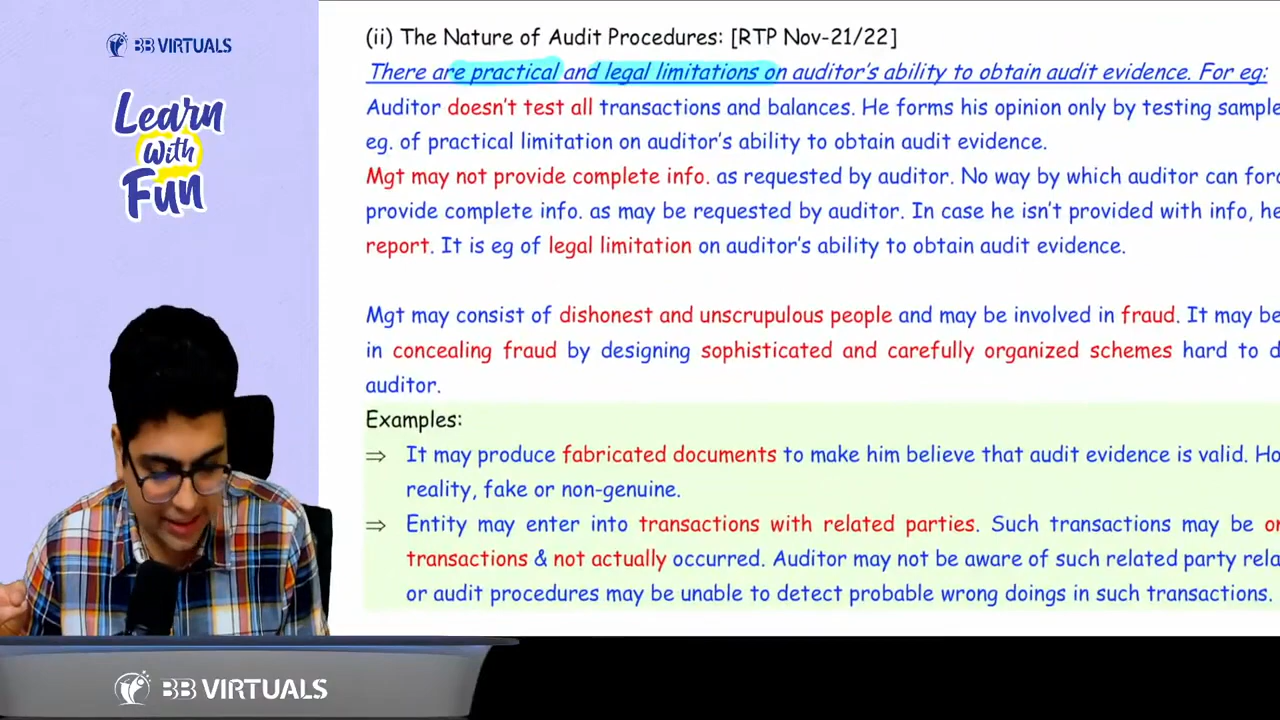 BB VIRTUALS
Learn
With
Fun
(ii) The Nature of Audit Procedures: [RTP Nov-21/22]
There are practical and legal limitations on auditor's ability to obtain audit evidence. For eg:
Auditor doesn't test all transactions and balances. He forms his opinion only by testing sample
eg. of practical limitation on auditor's ability to obtain audit evidence.
Mgt may not provide complete info. as requested by auditor. No way by which auditor can forc
provide complete info. as may be requested by auditor. In case he isn't provided with info, he
report. It is eg of legal limitation on auditor's ability to obtain audit evidence.
Mgt may consist of dishonest and unscrupulous people and may be involved in fraud. It may be
in concealing fraud by designing sophisticated and carefully organized schemes hard to d
auditor.
Examples:
⇒ It may produce fabricated documents to make him believe that audit evidence is valid. Ho
reality, fake or non-genuine.
⇒ Entity may enter into transactions with related parties. Such transactions may be o
transactions & not actually occurred. Auditor may not be aware of such related party rela
or audit procedures may be unable to detect probable wrong doings in such transactions.
BB VIRTUALS